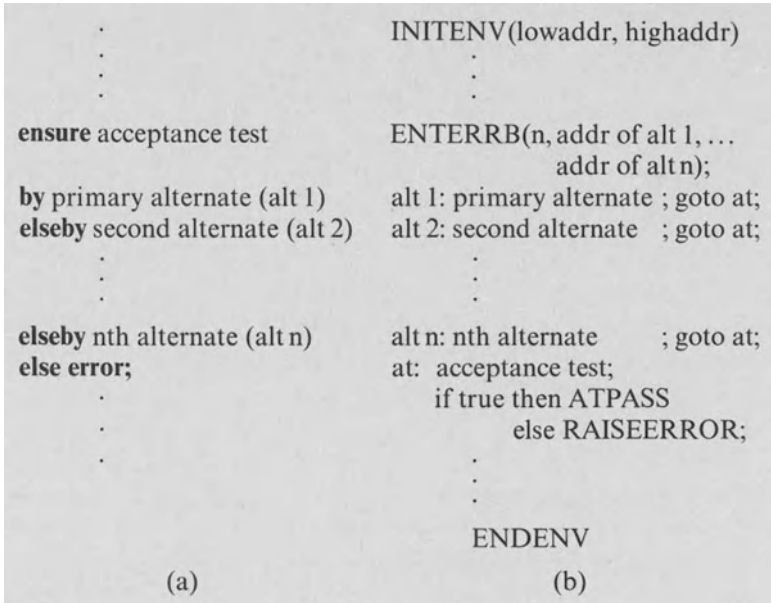 INITENV(lowaddr, highaddr)
ensure acceptance test ENTERRB(n, addr of alt 1, ...
addr of alt n);
by primary alternate (alt 1) alt 1: primary alternate ; goto at;
elseby second alternate (alt 2) alt 2: second alternate ; goto at;
elseby nth alternate (alt n) alt n: nth alternate ; goto at;
else error; at: acceptance test;
if true then ATPASS
else RAISEERROR;
ENDENV
(a) (b)